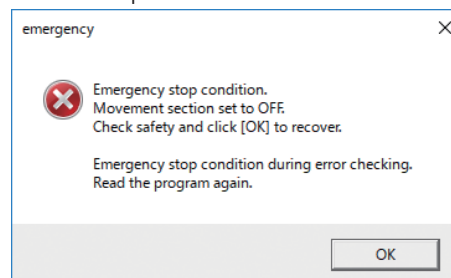 emergency
Emergency stop condition.
Movement section set to OFF.
Check safety and click [OK] to recover.
Emergency stop condition during error checking.
Read the program again.
OK